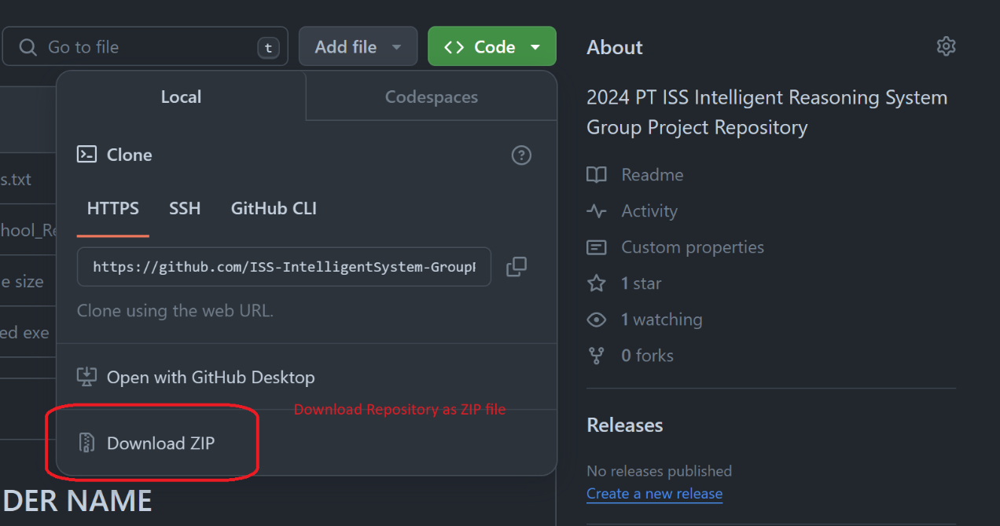 Go to file
t
Add file
<> Code
About
2024 PT ISS Intelligent Reasoning System
Group Project Repository
Local
Codespaces
Clone
?
Readme
s.txt
HTTPS
SSH
GitHub CLI
Activity
hool_Re
Custom properties
https://github.com/ISS-IntelligentSystem-GroupP
e size
1 star
Clone using the web URL.
1 watching
ed exe
0 forks
Open with GitHub Desktop
Download Repository as ZIP file
Releases
Download ZIP
No releases published
Create a new release
DER NAME